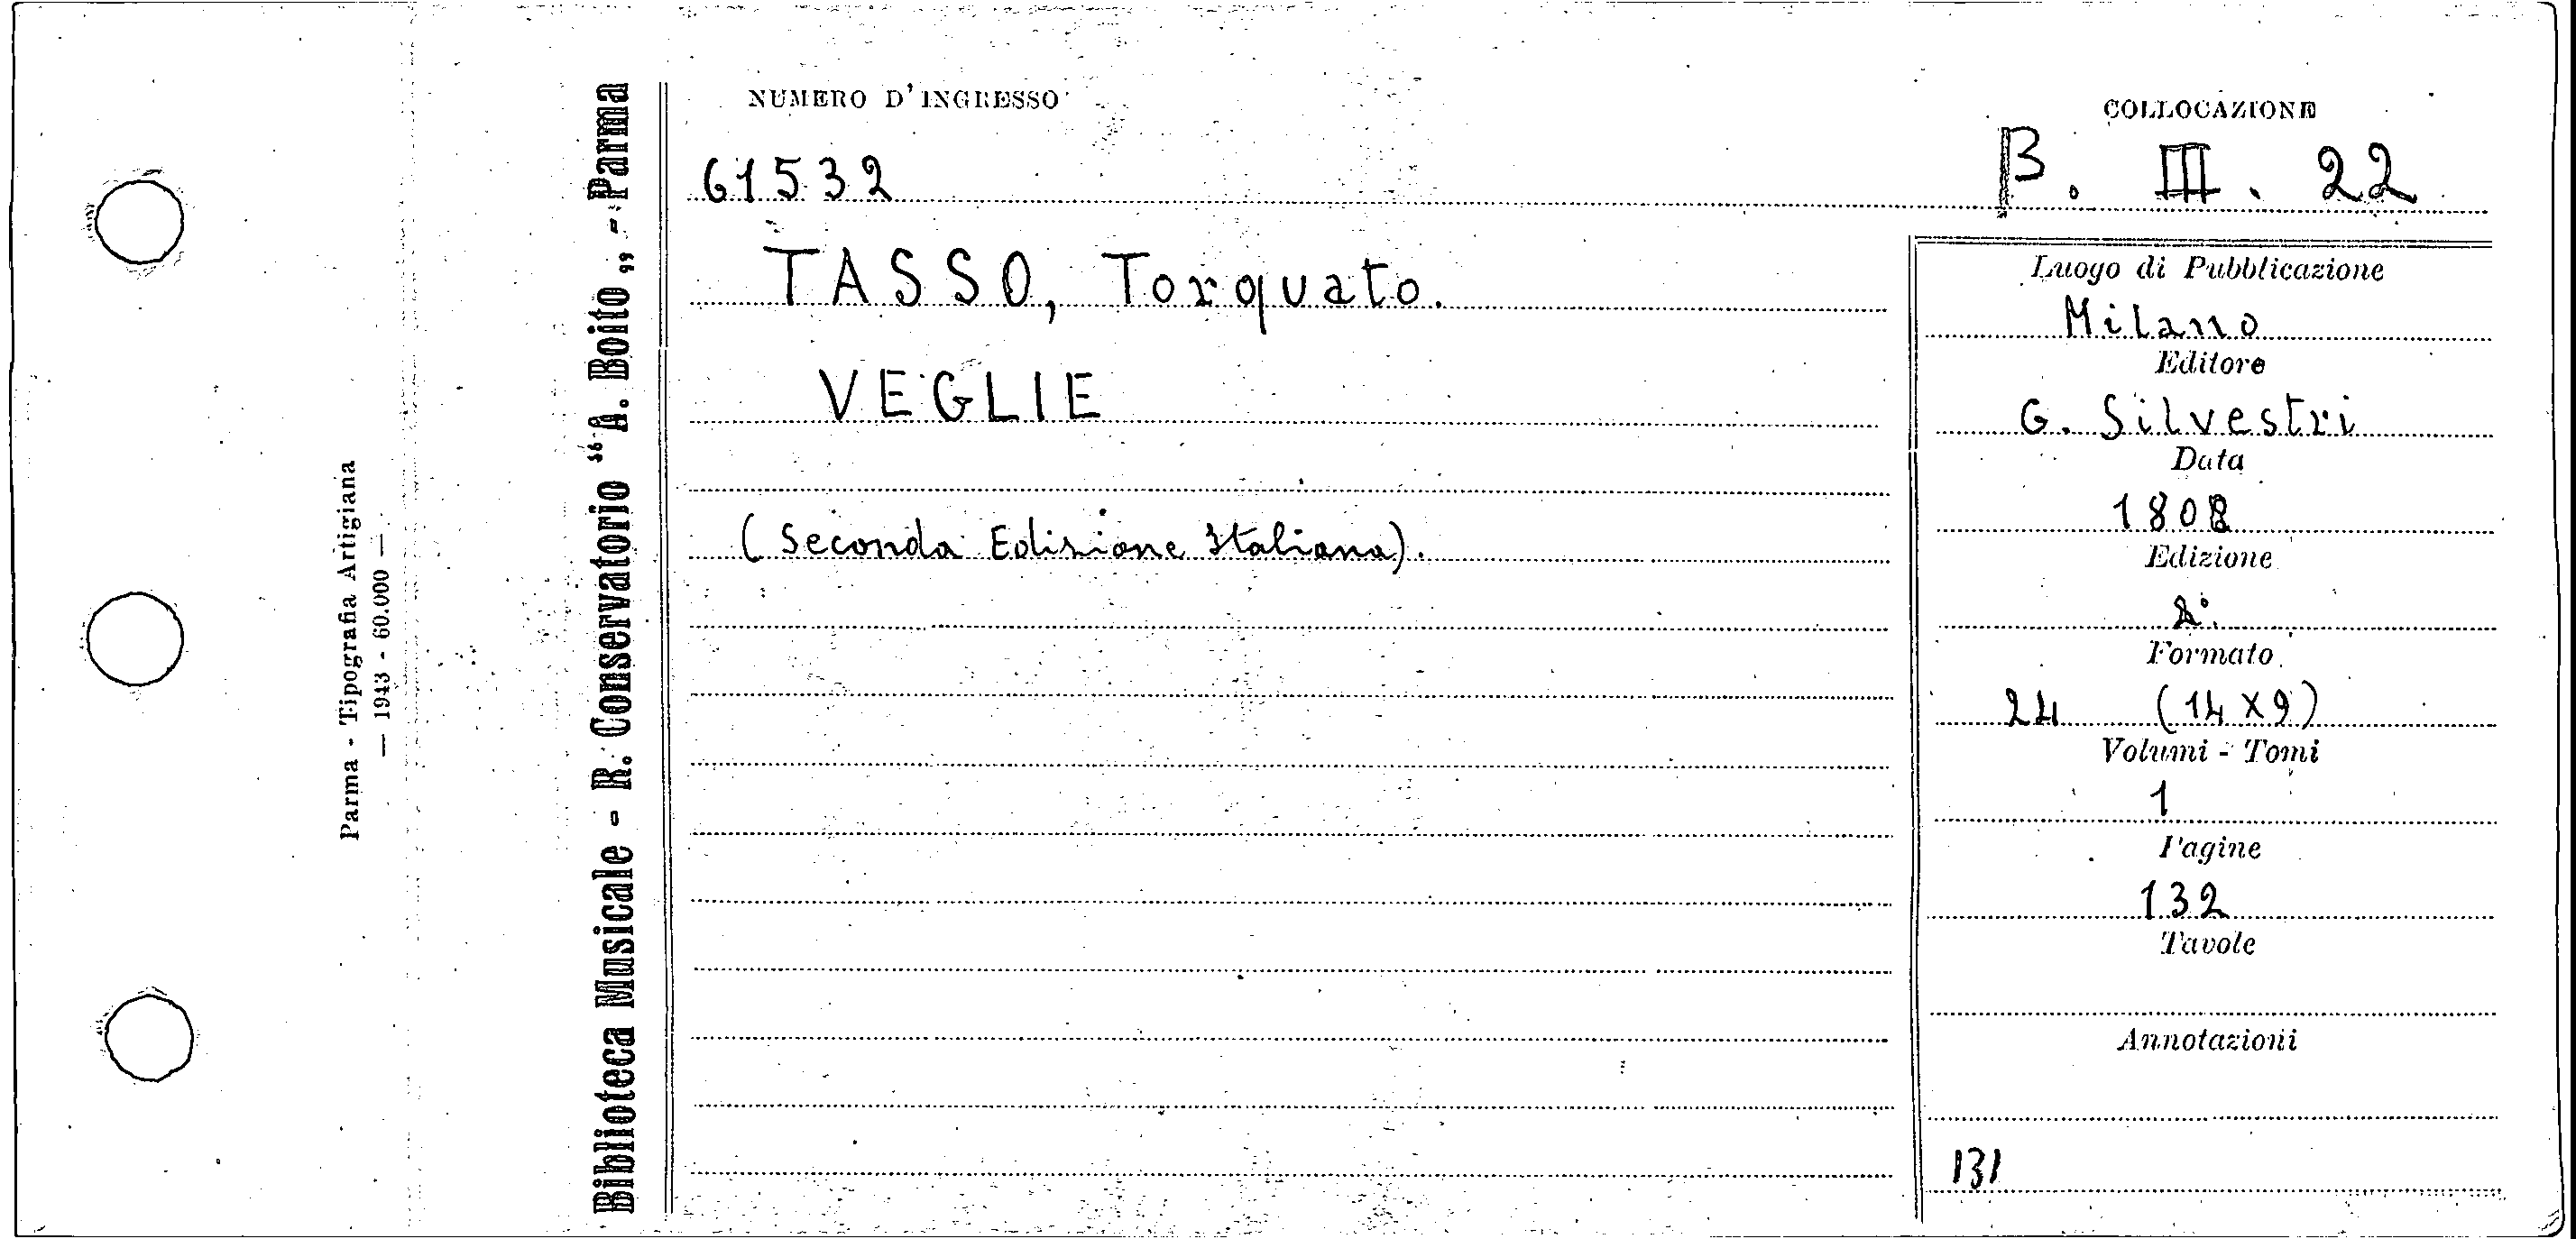 Parma - Tipografia Artigiana
— 1943 - 60.000 —
Biblioteca Musicale - R. Conservatorio “A. Boito„ - Parma
NUMERO D'INGRESSO
61532
COLLOCAZIONE
β. III. 22
TASSO, Torquato.
VEGLIE
(Seconda Edizione Italiana).
Luogo di Pubblicazione
Milano
Editore
G. Silvestri
Data
1808
Edizione
2ª
Formato
24 (14 X 9)
Volumi - Tomi
1
Pagine
132
Tavole
Annotazioni
131